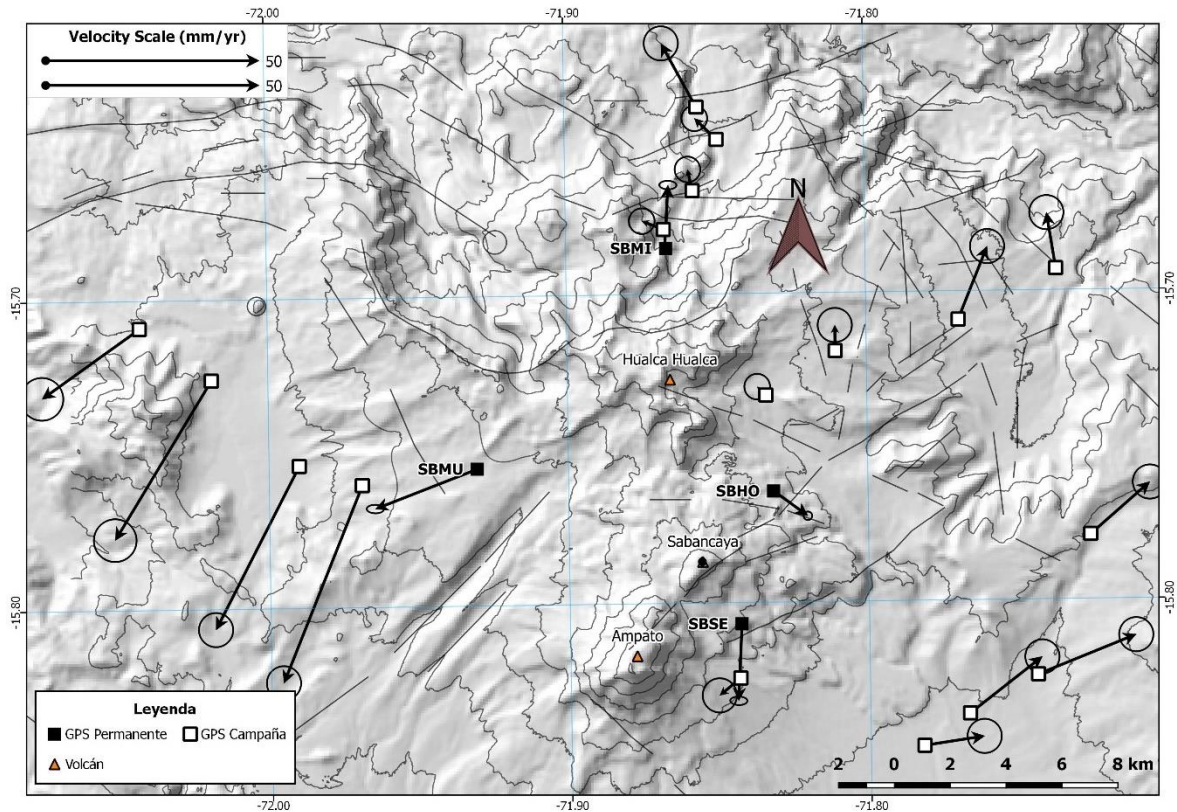 -72.00 -71.90 -71.80
Velocity Scale (mm/yr)
50
50
N
SBMI
-15.70 -15.70
Hualca Hualca
SBMU
SBHO
Sabancaya
-15.80 -15.80
SBSE
Ampato
Leyenda
GPS Permanente GPS Campaña
Volcán
2 0 2 4 6 8 km
-72.00 -71.90 -71.80